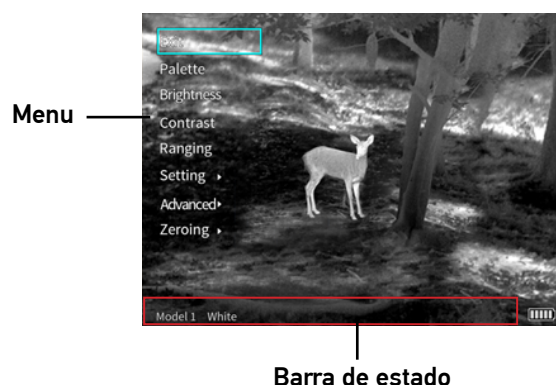 Palette
Brightness
Menu
Contrast
Ranging
Setting
Advanced
Zeroing
Model 1 White
Barra de estado